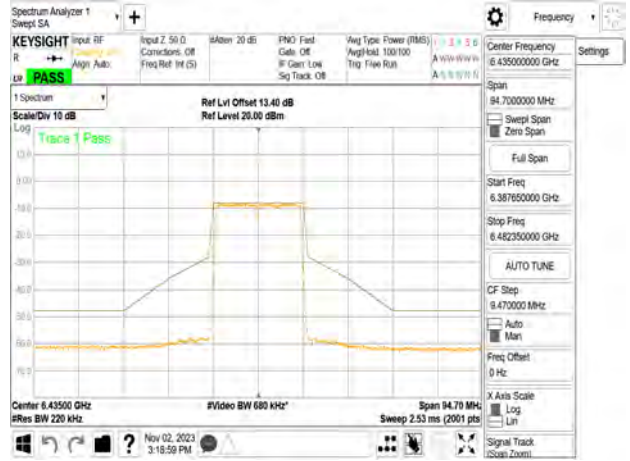 Spectrum Analyzer 1
Swept SA
+
Frequency
Settings
KEYSIGHT
Input: RF
Align: Auto
Input Z: 50 Ω
Corrections: Off
Freq Ref: Int (S)
#Atten: 20 dB
PNO: Fast
Gate: Off
IF Gain: Low
Sig Track: Off
Avg Type: Power (RMS)
Avg|Hold: 100/100
Trig: Free Run
R
PASS
Center Frequency
6.435000000 GHz
Span
94.7000000 MHz
Swept Span
Zero Span
Full Span
Start Freq
6.387650000 GHz
Stop Freq
6.482350000 GHz
AUTO TUNE
CF Step
9.470000 MHz
Auto
Man
Freq Offset
0 Hz
X Axis Scale
Log
Lin
Signal Track
(Span Zoom)
1 Spectrum
Scale/Div 10 dB
Ref Lvl Offset 13.40 dB
Ref Level 20.00 dBm
Log
Trace 1 Pass
Center 6.43500 GHz
#Res BW 220 kHz
#Video BW 680 kHz*
Span 94.70 MHz
Sweep 2.53 ms (2001 pts
?
Nov 02, 2023
3:18:59 PM